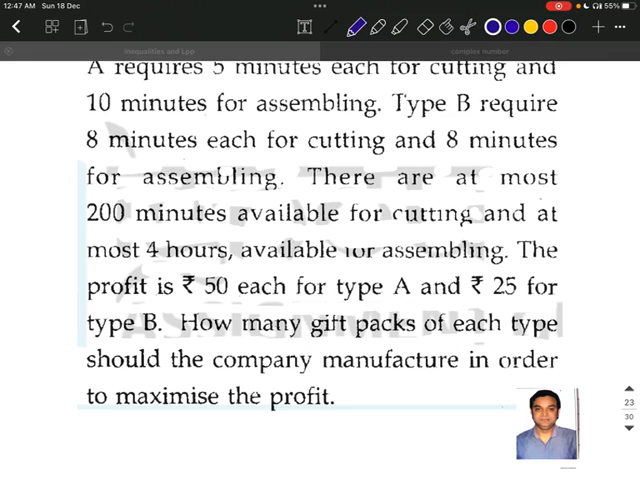 12:47 AM Sun 18 Dec
55%
inequalities and Lpp
complex number
A requires 5 minutes each for cutting and
10 minutes for assembling. Type B require
8 minutes each for cutting and 8 minutes
for assembling. There are at most
200 minutes available for cutting and at
most 4 hours, available for assembling. The
profit is ₹ 50 each for type A and ₹ 25 for
type B. How many gift packs of each type
should the company manufacture in order
to maximise the profit.
23
30